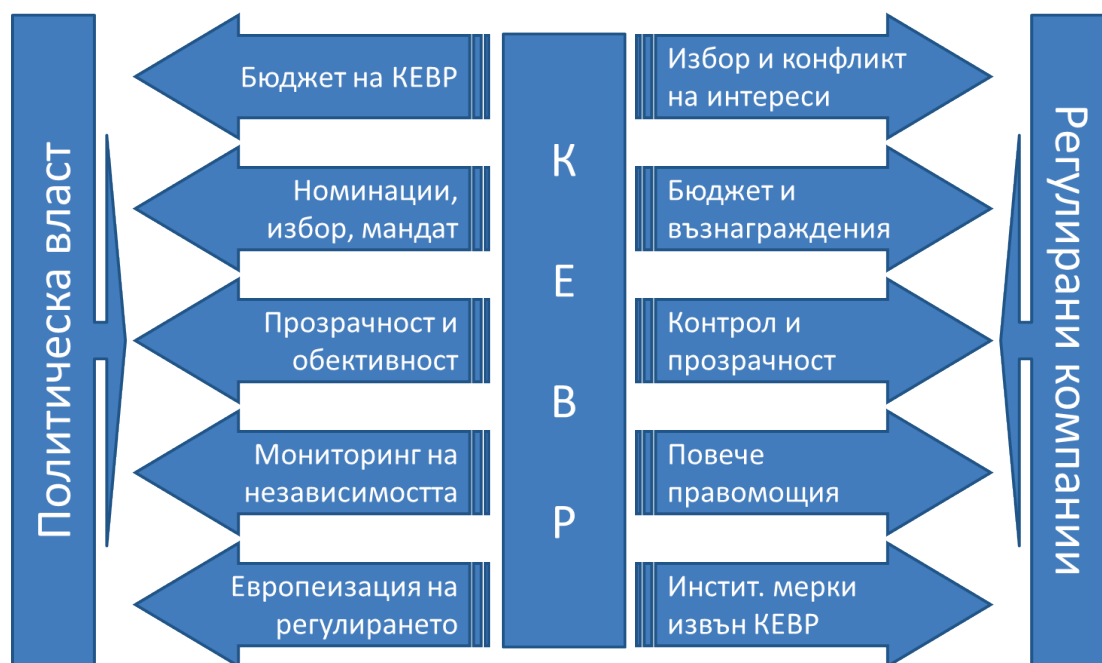 Политическа власт
Бюджет на КЕВР
Номинации,
избор, мандат
Прозрачност и
обективност
Мониторинг на
независимостта
Европеизация на
регулирането
К
Е
В
Р
Избор и конфликт
на интереси
Бюджет и
възнаграждения
Контрол и
прозрачност
Повече
правомощия
Инстит. мерки
извън КЕВР
Регулирани компании